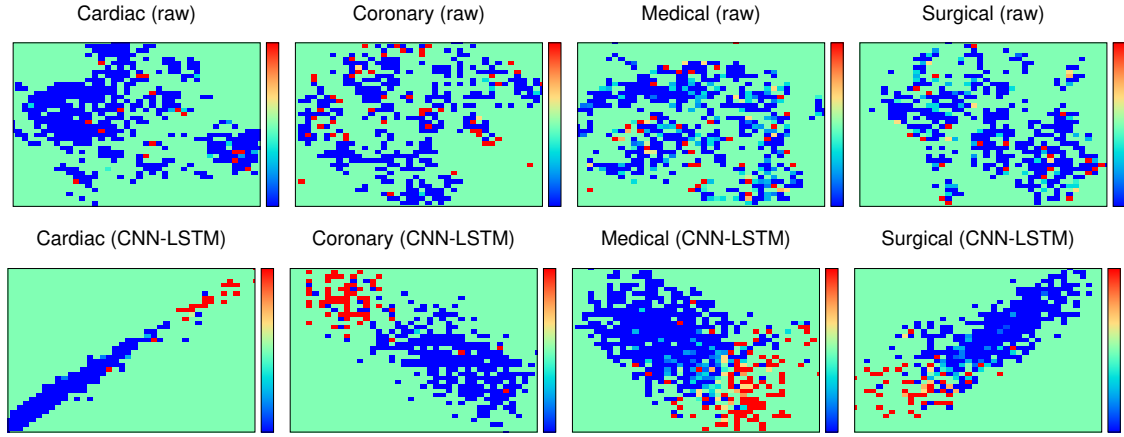 Cardiac (raw)
Coronary (raw)
Medical (raw)
Surgical (raw)
Cardiac (CNN-LSTM)
Coronary (CNN-LSTM)
Medical (CNN-LSTM)
Surgical (CNN-LSTM)